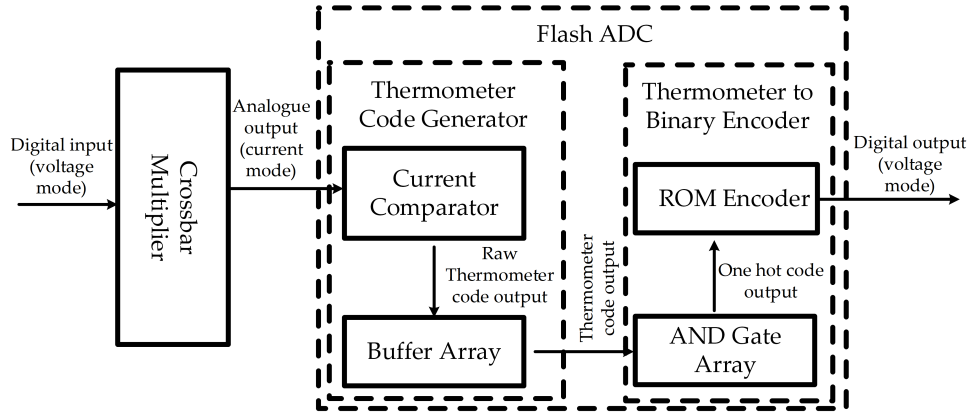 Flash ADC
Digital input
(voltage
mode)
Crossbar
Multiplier
Analogue
output
(current
mode)
Thermometer
Code Generator
Current
Comparator
Raw
Thermometer
code output
Buffer Array
Thermometer
code output
Thermometer to
Binary Encoder
ROM Encoder
One hot code
output
AND Gate
Array
Digital output
(voltage
mode)